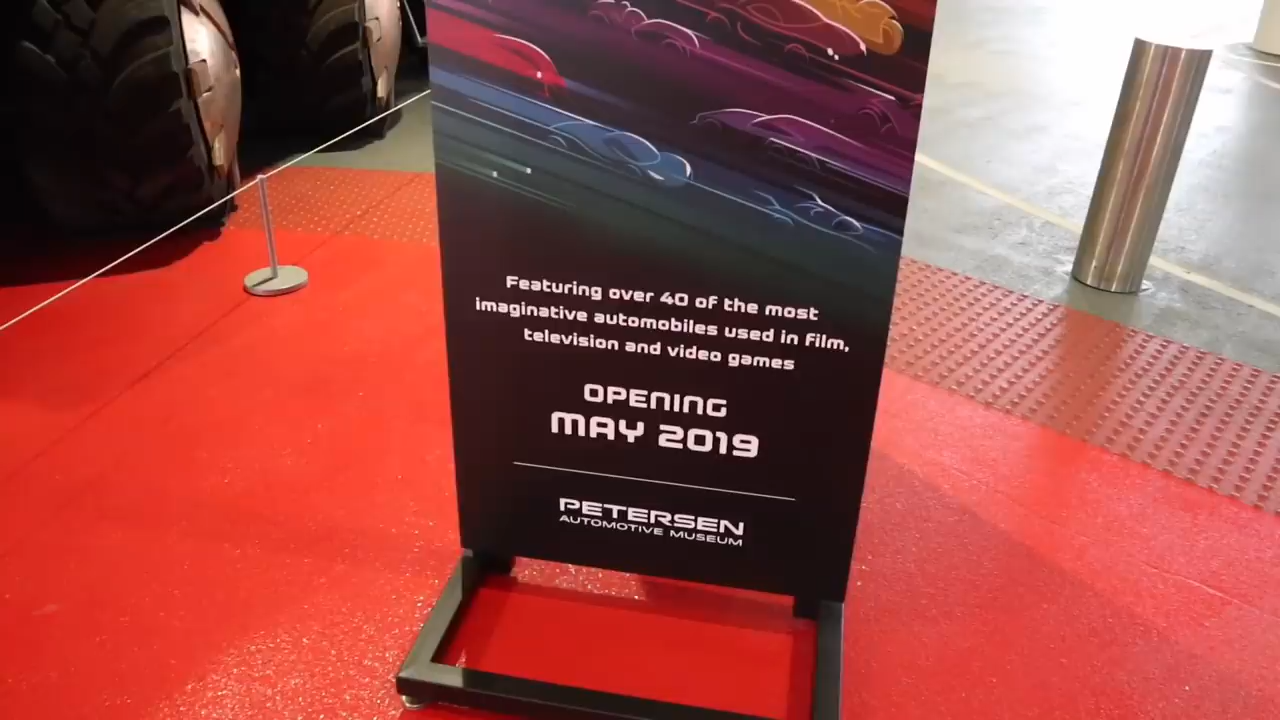 Featuring over 40 of the most
imaginative automobiles used in film,
television and video games
OPENING
MAY 2019
PETERSEN
AUTOMOTIVE MUSEUM